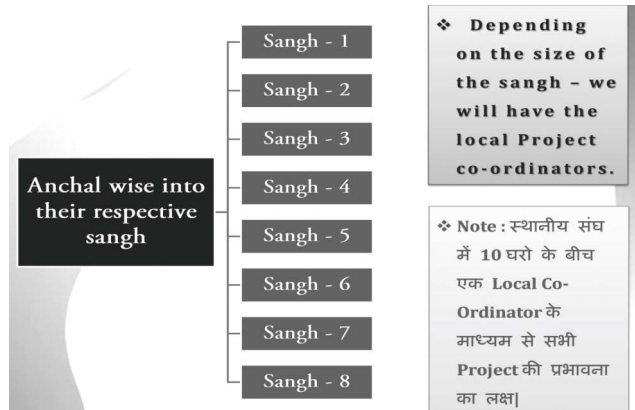 Anchal wise into
their respective
sangh
Sangh - 1
Sangh - 2
Sangh - 3
Sangh - 4
Sangh - 5
Sangh - 6
Sangh - 7
Sangh - 8
❖ Depending
on the size of
the sangh – we
will have the
local Project
co-ordinators.
❖ Note : स्थानीय संघ
में 10 घरो के बीच
एक Local Co-
Ordinator के
माध्यम से सभी
Project की प्रभावना
का लक्ष|